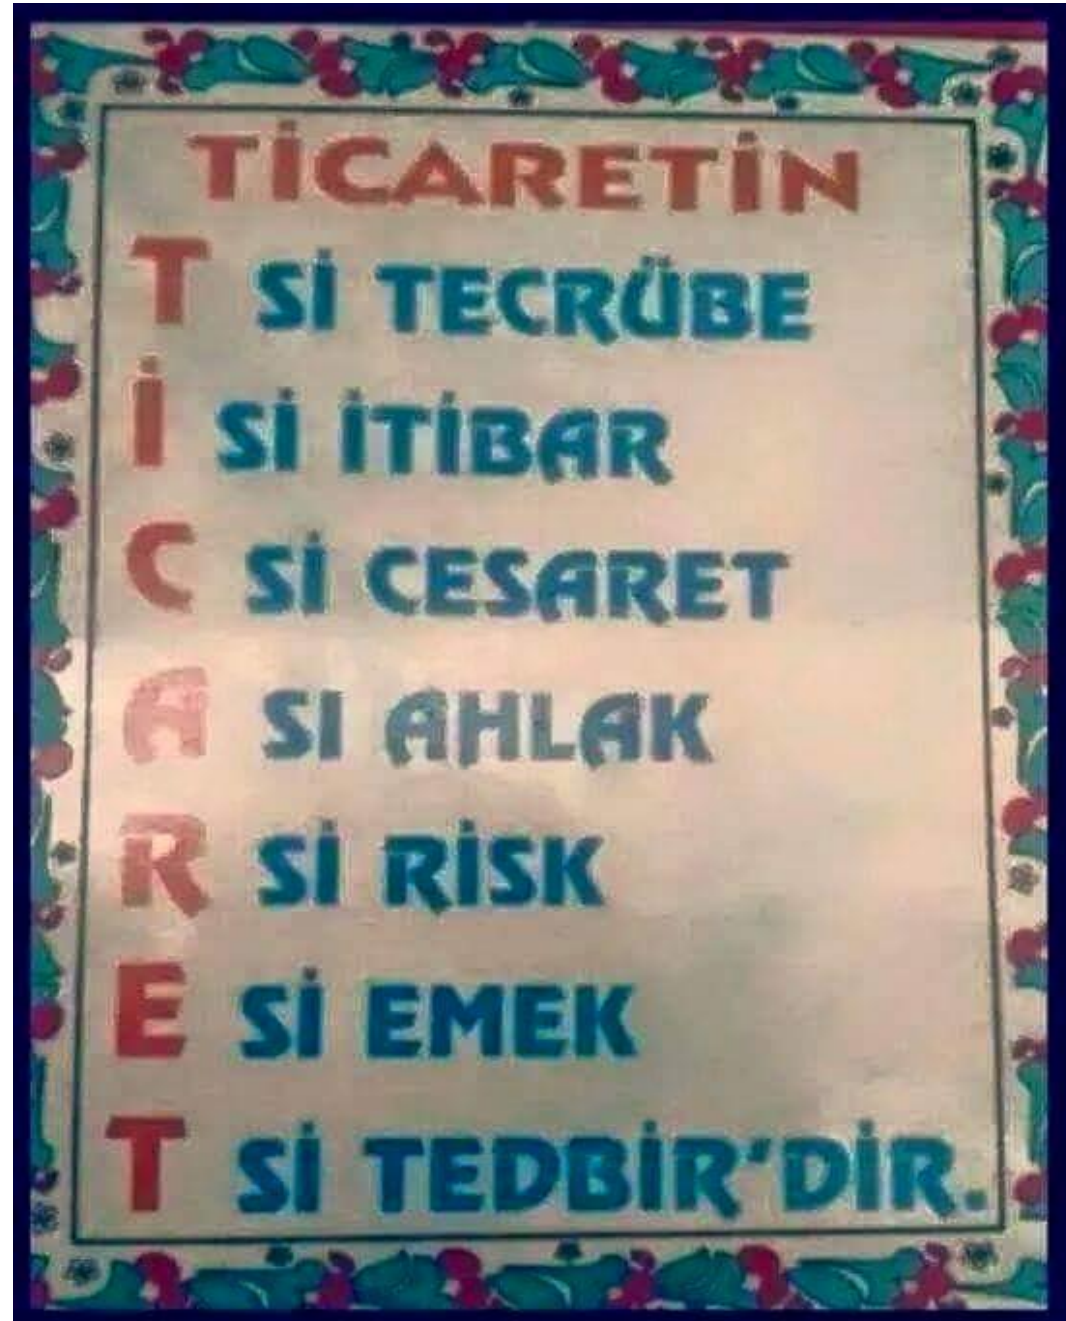 TİCARETİN
T Sİ TECRÜBE
İ Sİ İTİBAR
C Sİ CESARET
A SI AHLAK
R Sİ RİSK
E Sİ EMEK
T Sİ TEDBİR'DİR.